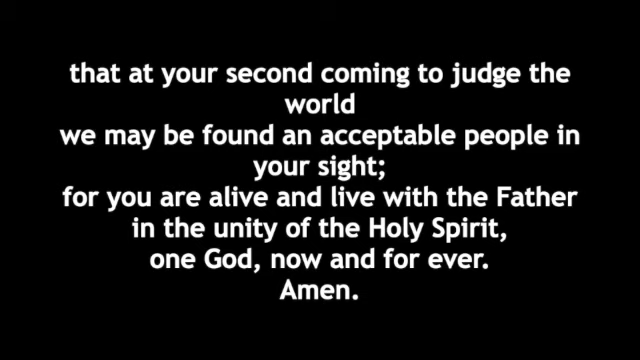 that at your second coming to judge the
world
we may be found an acceptable people in
your sight;
for you are alive and live with the Father
in the unity of the Holy Spirit,
one God, now and for ever.
Amen.